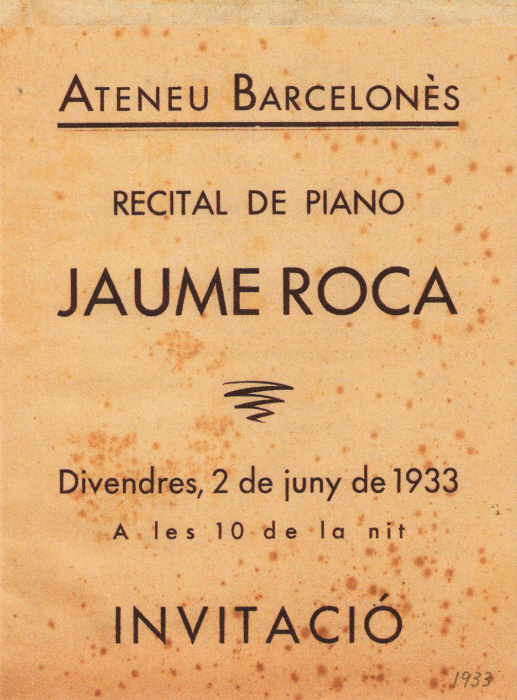 ATENEU BARCELONÈS
RECITAL DE PIANO
JAUME ROCA
Divendres, 2 de juny de 1933
A les 10 de la nit
INVITACIÓ
1933